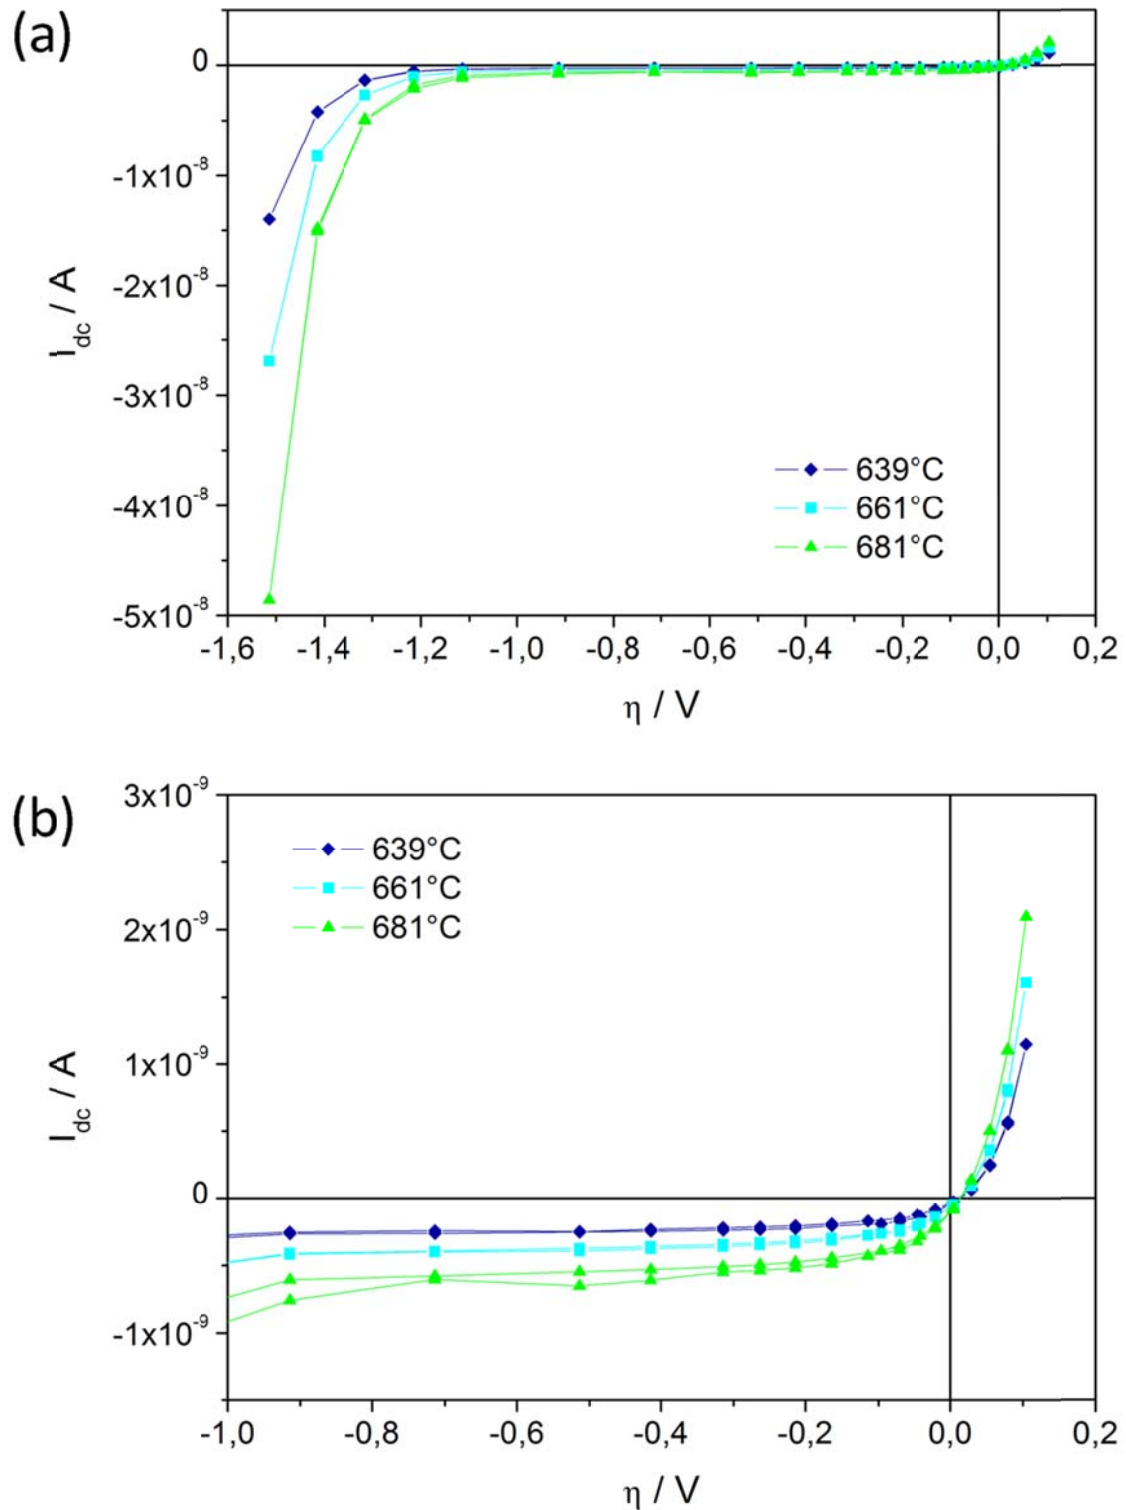 (a)
0
-1x10⁻⁸
-2x10⁻⁸
-3x10⁻⁸
-4x10⁻⁸
-5x10⁻⁸
I_dc / A
639°C
661°C
681°C
-1,6 -1,4 -1,2 -1,0 -0,8 -0,6 -0,4 -0,2 0,0 0,2
η / V
(b)
3x10⁻⁹
2x10⁻⁹
1x10⁻⁹
0
-1x10⁻⁹
I_dc / A
639°C
661°C
681°C
-1,0 -0,8 -0,6 -0,4 -0,2 0,0 0,2
η / V